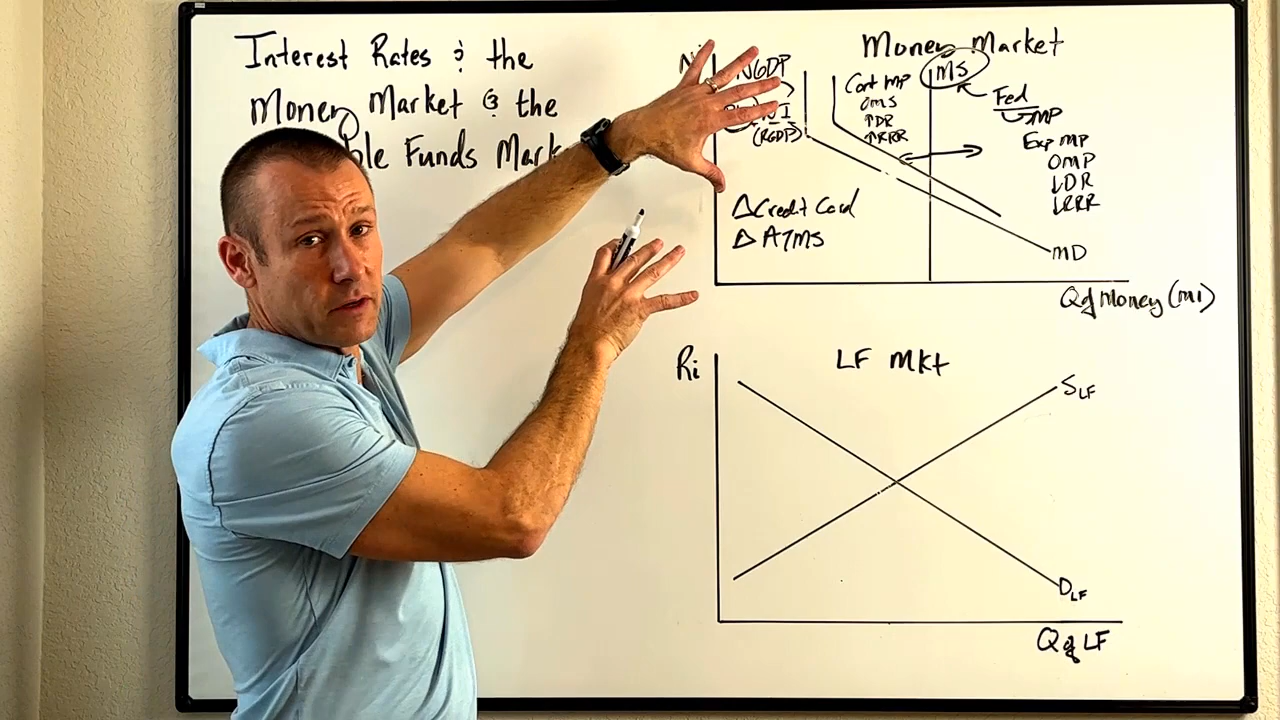 Interest Rates & the
Money Market & the
ble Funds Mark
Money Market
NGDP
(RGDP)
Cont MP
OMS
↑DR
↑RRR
MS
Fed
MP
Exp MP
OMP
↓DR
↓RRR
Δ Credit Card
Δ ATMS
MD
Q of Money (M1)
Ri
LF Mkt
SLF
DLF
Q of LF